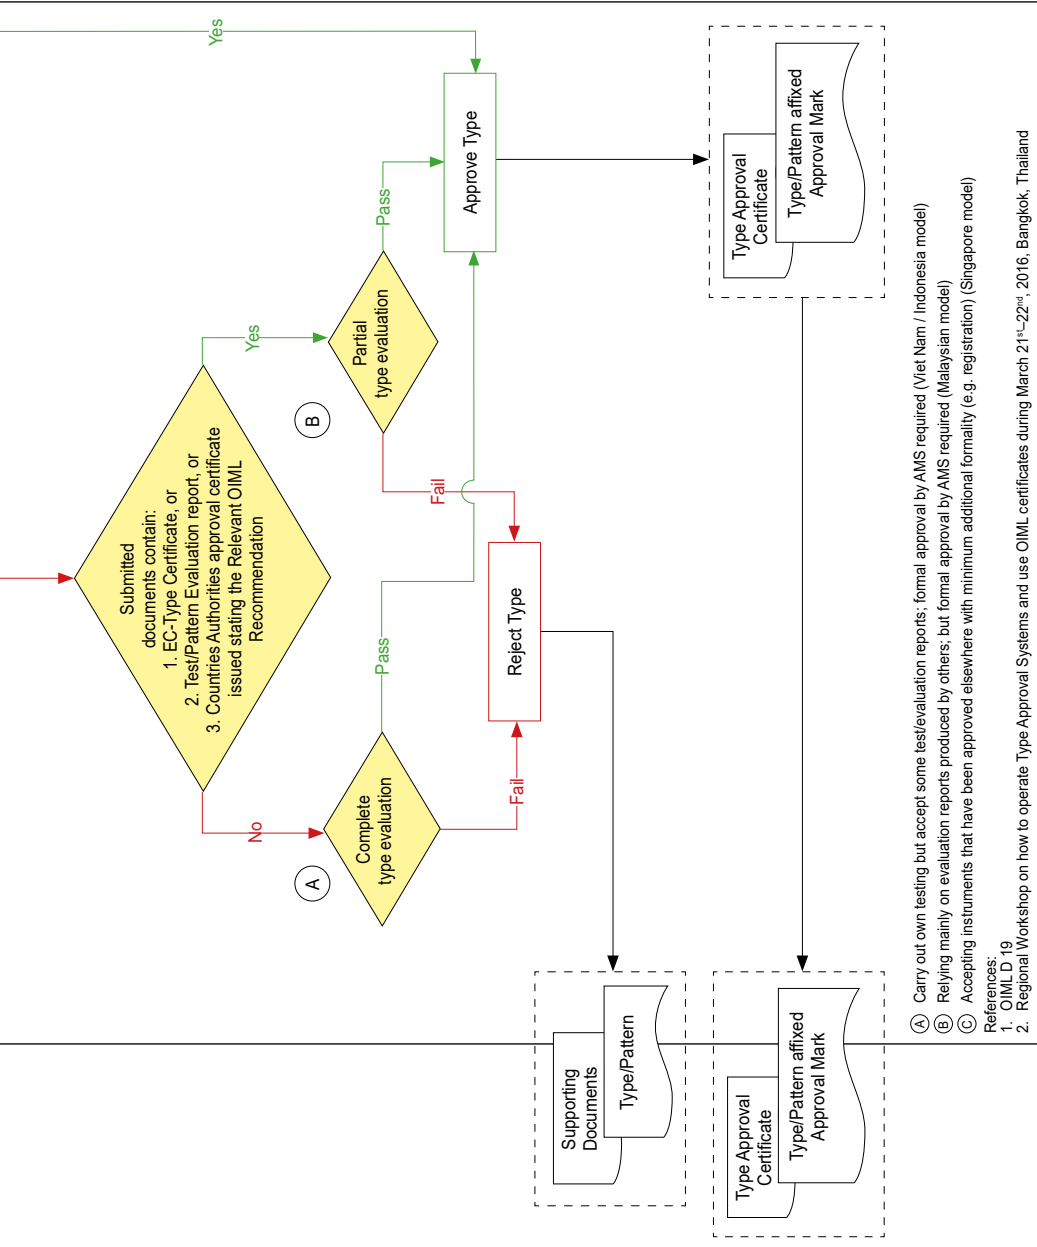 Yes
Submitted
documents contain:
1. EC-Type Certificate, or
2. Test/Pattern Evaluation report, or
3. Countries Authorities approval certificate
issued stating the Relevant OIML
Recommendation
No
Yes
A
Complete
type evaluation
B
Partial
type evaluation
Pass
Pass
Fail
Fail
Approve Type
Reject Type
Supporting
Documents
Type/Pattern
Type Approval
Certificate
Type/Pattern affixed
Approval Mark
Type Approval
Certificate
Type/Pattern affixed
Approval Mark
A Carry out own testing but accept some test/evaluation reports; formal approval by AMS required (Viet Nam / Indonesia model)
B Relying mainly on evaluation reports produced by others; but formal approval by AMS required (Malaysian model)
C Accepting instruments that have been approved elsewhere with minimum additional formality (e.g. registration) (Singapore model)
References:
1. OIML D 19
2. Regional Workshop on how to operate Type Approval Systems and use OIML certificates during March 21st–22nd, 2016, Bangkok, Thailand